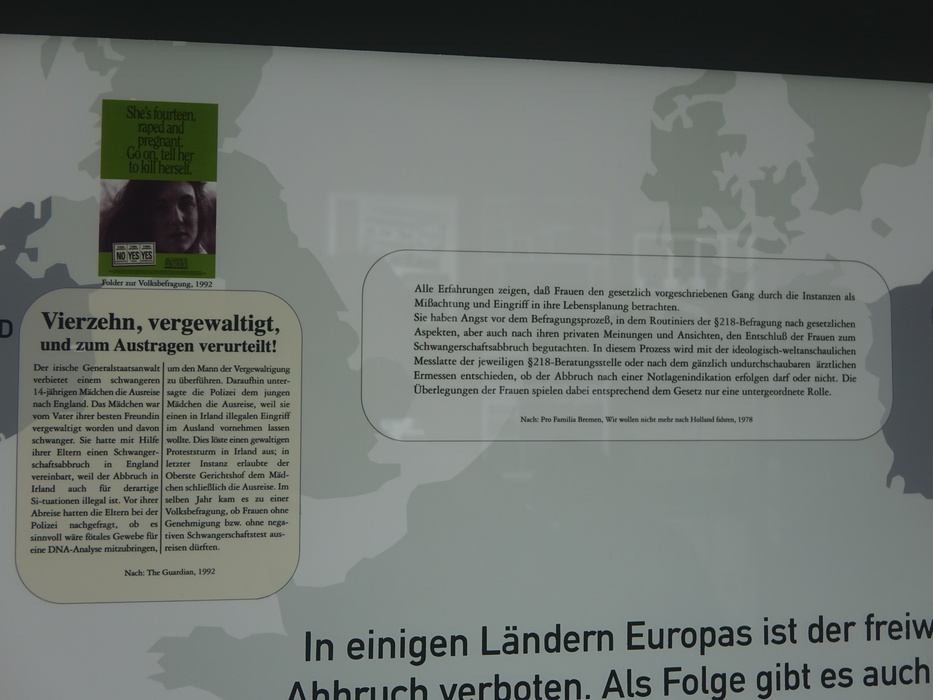 She's fourteen,
raped and
pregnant.
Go on, tell her
to kill herself.
NO YES YES
Folder zur Volksbefragung, 1992
D
Vierzehn, vergewaltigt,
und zum Austragen verurteilt!
Der irische Generalstaatsanwalt
verbietet einem schwangeren
14-jährigen Mädchen die Ausreise
nach England. Das Mädchen war
vom Vater ihrer besten Freundin
vergewaltigt worden und davon
schwanger. Sie hatte mit Hilfe
ihrer Eltern einen Schwanger-
schaftsabbruch in England
vereinbart, weil der Abbruch in
Irland auch für derartige
Si-tuationen illegal ist. Vor ihrer
Abreise hatten die Eltern bei der
Polizei nachgefragt, ob es
sinnvoll wäre fötales Gewebe für
eine DNA-Analyse mitzubringen,
um den Mann der Vergewaltigung
zu überführen. Daraufhin unter-
sagte die Polizei dem jungen
Mädchen die Ausreise, weil sie
einen in Irland illegalen Eingriff
im Ausland vornehmen lassen
wollte. Dies löste einen gewaltigen
Proteststurm in Irland aus; in
letzter Instanz erlaubte der
Oberste Gerichtshof dem Mäd-
chen schließlich die Ausreise. Im
selben Jahr kam es zu einer
Volksbefragung, ob Frauen ohne
Genehmigung bzw. ohne nega-
tiven Schwangerschaftstest aus-
reisen dürften.
Nach: The Guardian, 1992
Alle Erfahrungen zeigen, daß Frauen den gesetzlich vorgeschriebenen Gang durch die Instanzen als
Mißachtung und Eingriff in ihre Lebensplanung betrachten.
Sie haben Angst vor dem Befragungsprozeß, in dem Routiniers der §218-Befragung nach gesetzlichen
Aspekten, aber auch nach ihren privaten Meinungen und Ansichten, den Entschluß der Frauen zum
Schwangerschaftsabbruch begutachten. In diesem Prozess wird mit der ideologisch-weltanschaulichen
Messlatte der jeweiligen §218-Beratungsstelle oder nach dem gänzlich undurchschaubaren ärztlichen
Ermessen entschieden, ob der Abbruch nach einer Notlagenindikation erfolgen darf oder nicht. Die
Überlegungen der Frauen spielen dabei entsprechend dem Gesetz nur eine untergeordnete Rolle.
Nach: Pro Familia Bremen, Wir wollen nicht mehr nach Holland fahren, 1978
In einigen Ländern Europas ist der freiw
Abbruch verboten. Als Folge gibt es auch